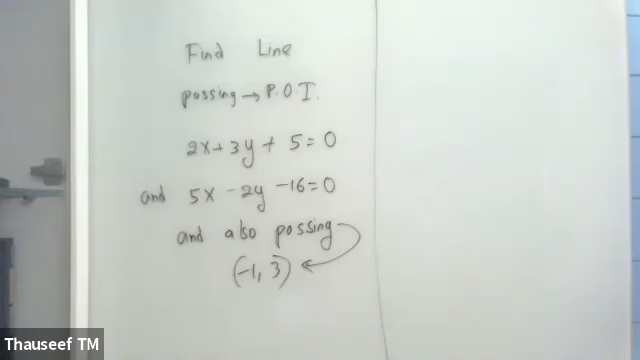 Find Line
passing → P.O.I.
2x + 3y + 5 = 0
and 5x - 2y - 16 = 0
and also passing
(-1, 3)
Thauseef TM